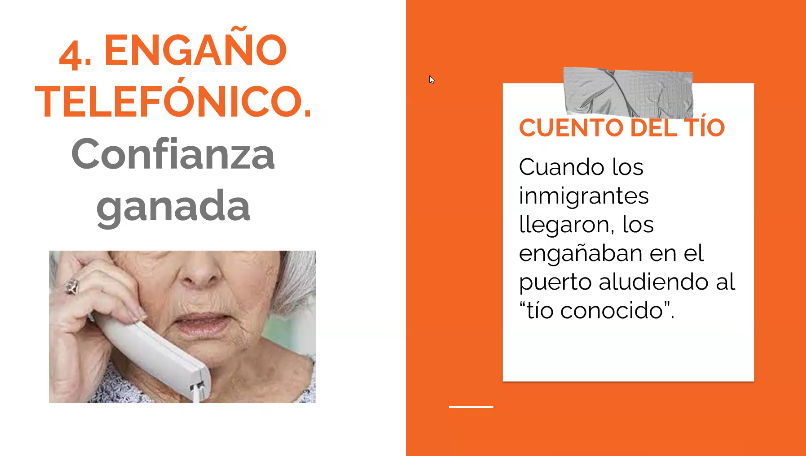 4. ENGAÑO
TELEFÓNICO.
Confianza
ganada
CUENTO DEL TÍO
Cuando los
inmigrantes
llegaron, los
engañaban en el
puerto aludiendo al
“tío conocido”.